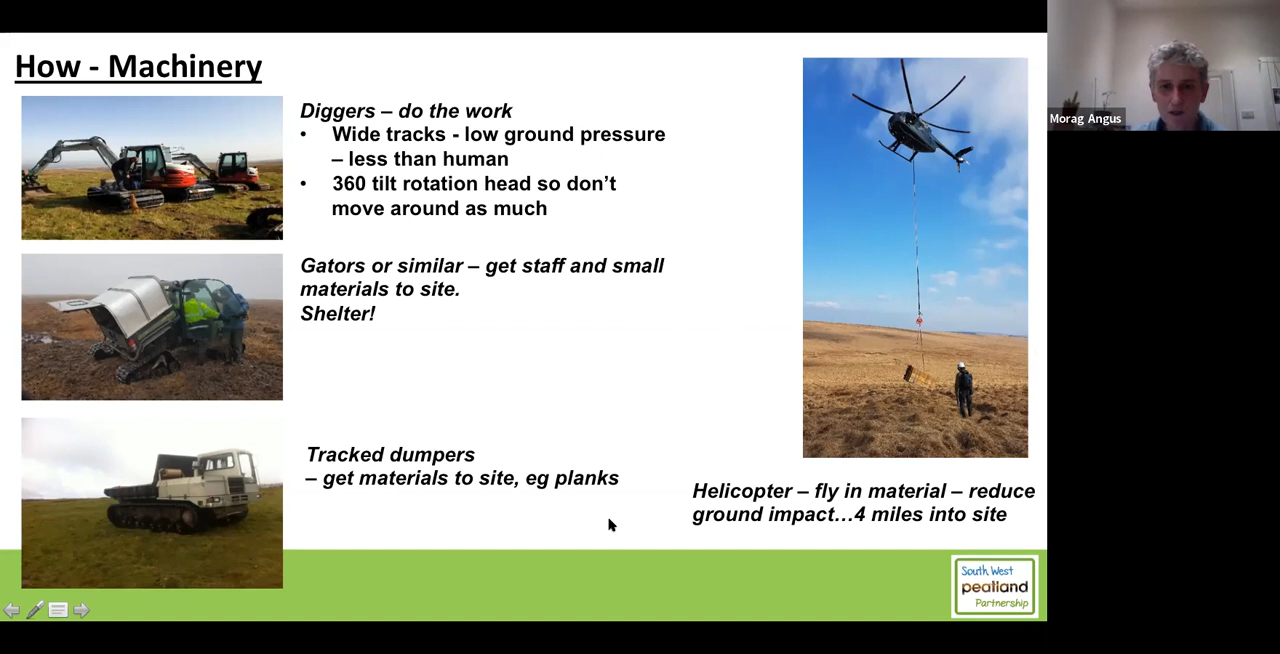 How - Machinery
Diggers – do the work
• Wide tracks - low ground pressure
– less than human
• 360 tilt rotation head so don’t
move around as much
Gators or similar – get staff and small
materials to site.
Shelter!
Tracked dumpers
– get materials to site, eg planks
Helicopter – fly in material – reduce
ground impact…4 miles into site
South West
peatland
Partnership
Morag Angus